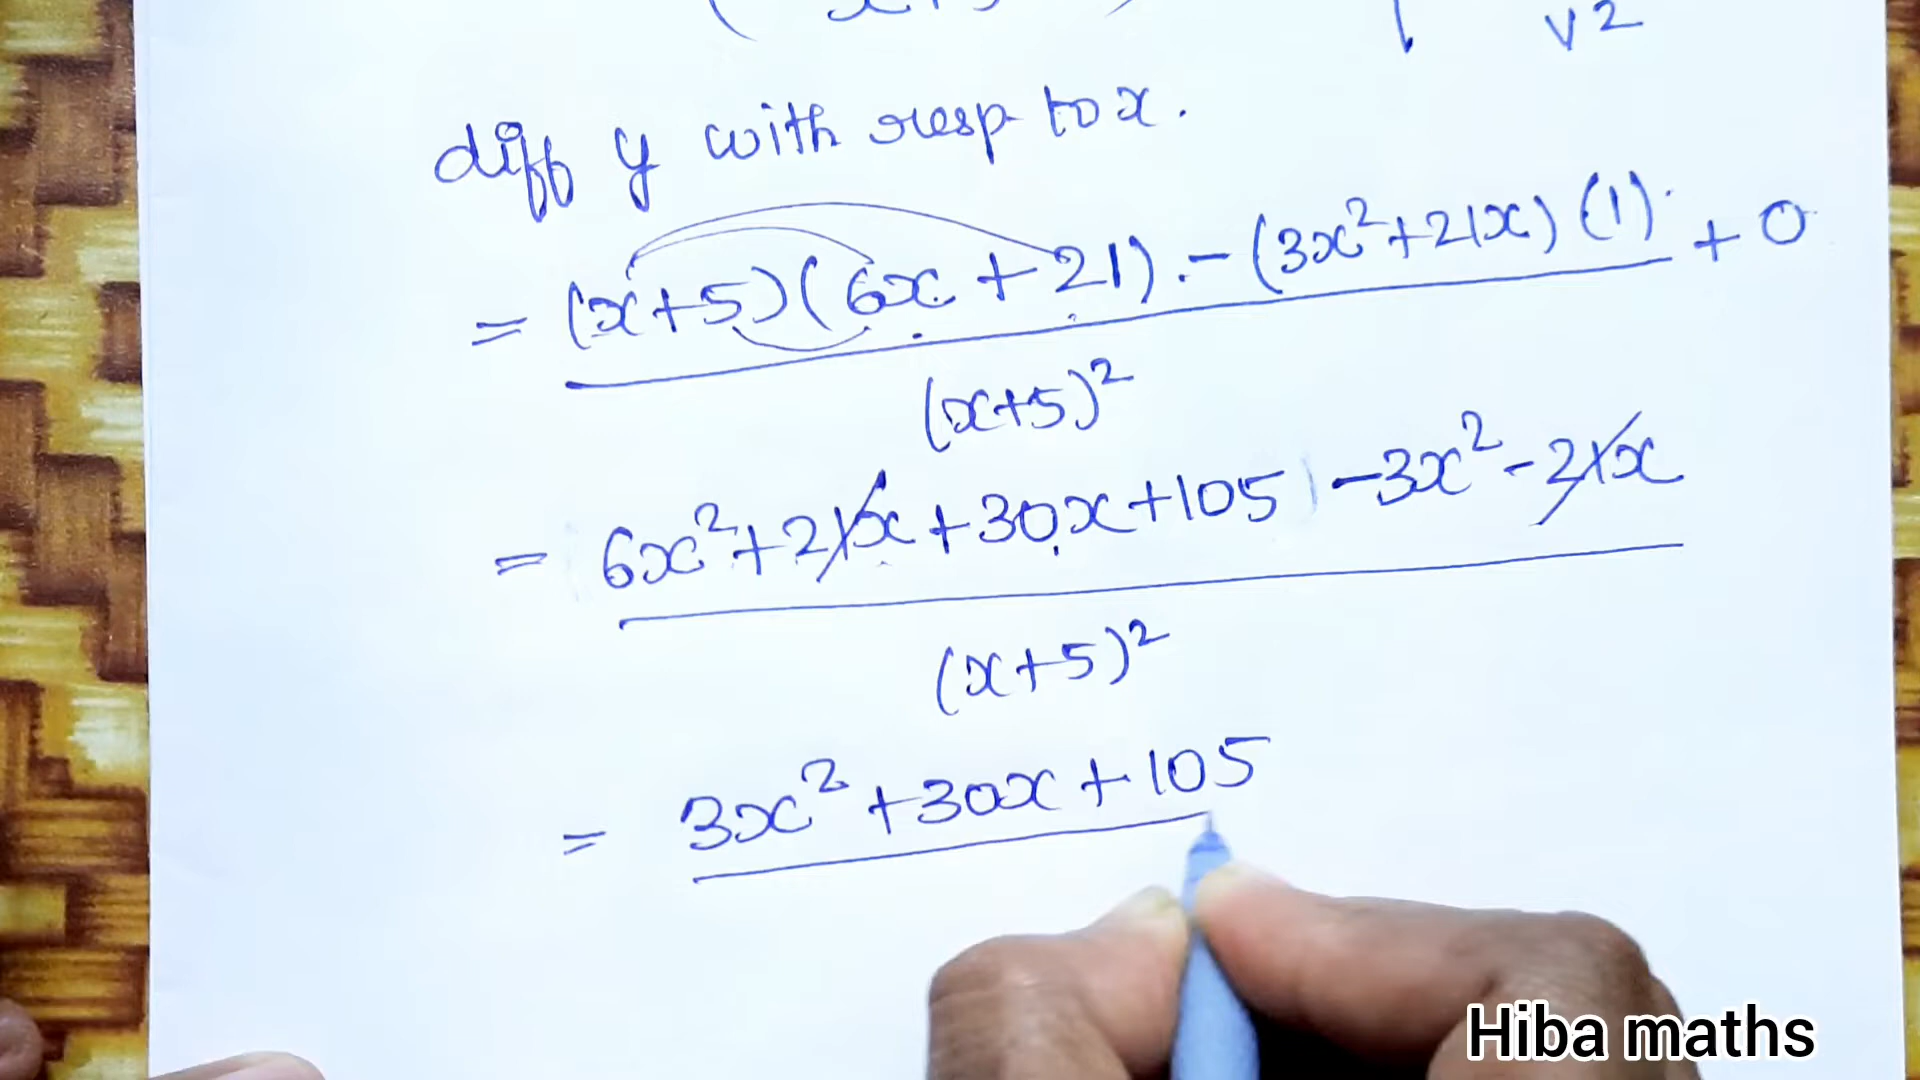 v2
diff y with resp to x.
= (x+5)(6x+21).-(3x²+21x)(1). + 0
(x+5)²
= 6x²+21x+30x+105 -3x²-21x
(x+5)²
= 3x²+30x+105
Hiba maths